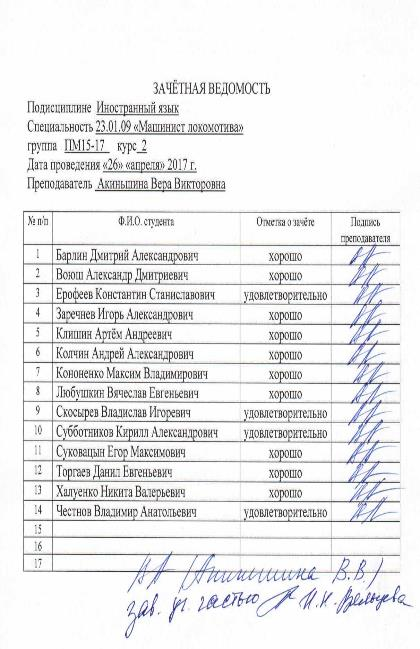 ЗАЧЁТНАЯ ВЕДОМОСТЬ
Подисциплине Иностранный язык
Специальность 23.01.09 «Машинист локомотива»
группа ПМ15-17 курс 2
Дата проведения «26» «апреля» 2017 г.
Преподаватель Акиньшина Вера Викторовна
№ п/п Ф.И.О. студента Отметка о зачёте Подпись
преподавателя
1 Барлин Дмитрий Александрович хорошо
2 Воюш Александр Дмитриевич хорошо
3 Ерофеев Константин Станиславович удовлетворительно
4 Заречнев Игорь Александрович хорошо
5 Клишин Артём Андреевич хорошо
6 Колчин Андрей Александрович хорошо
7 Кононенко Максим Владимирович хорошо
8 Любушкин Вячеслав Евгеньевич хорошо
9 Скосырев Владислав Игоревич удовлетворительно
10 Субботников Кирилл Александрович удовлетворительно
11 Суковацын Егор Максимович хорошо
12 Торгаев Данил Евгеньевич хорошо
13 Халуенко Никита Валерьевич хорошо
14 Честнов Владимир Анатольевич удовлетворительно
15
16
17
(Акиньшина В.В.)
зав. уч. частью И.К.